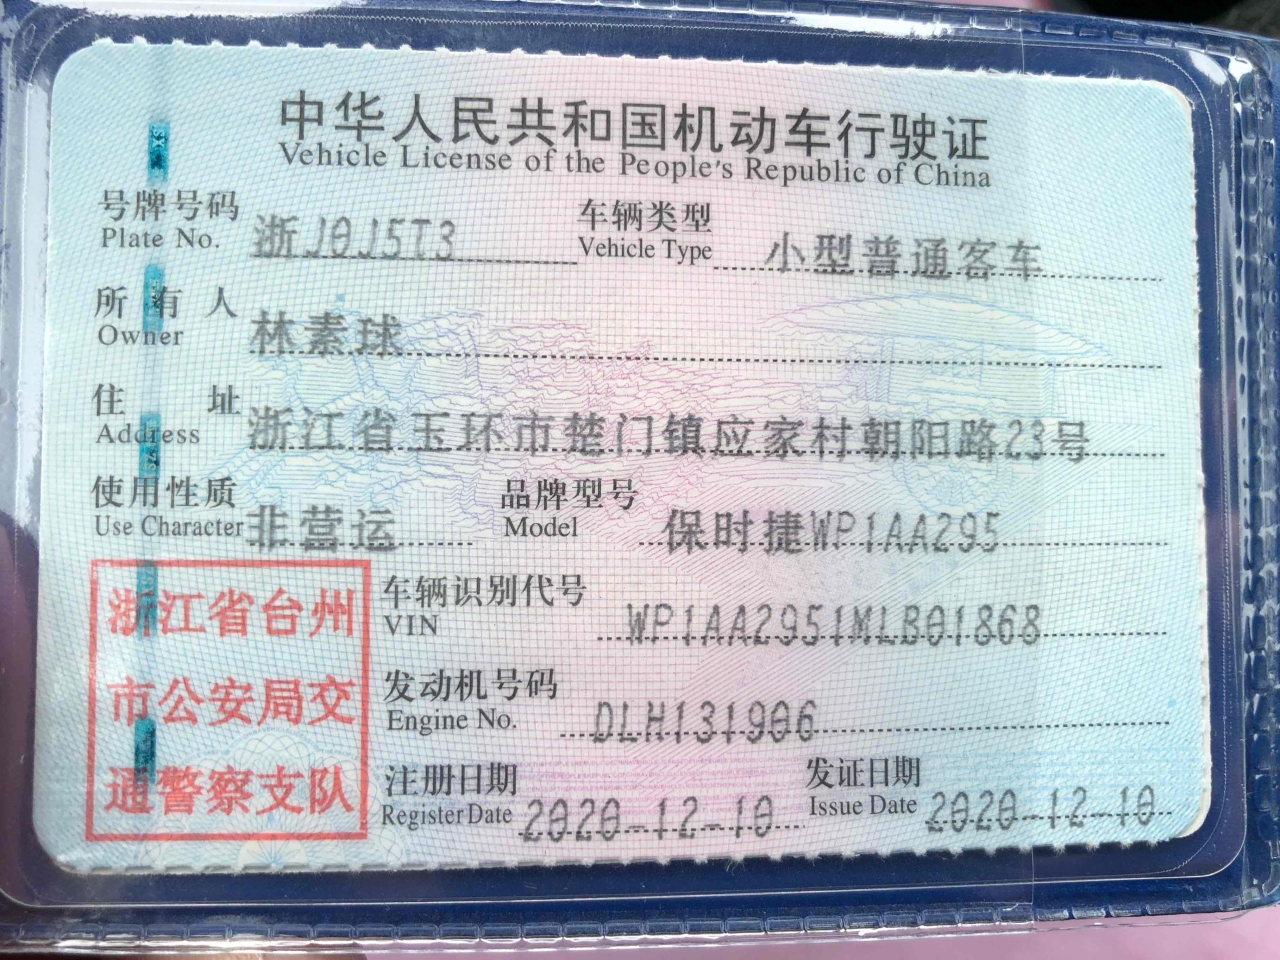 中华人民共和国机动车行驶证
Vehicle License of the People's Republic of China
号牌号码 浙J0J5T3 车辆类型 小型普通客车
Plate No. Vehicle Type
所有人 林素球
Owner
住址 浙江省玉环市楚门镇应家村朝阳路23号
Address
使用性质 非营运 品牌型号 保时捷WP1AA295
Use Character Model
浙江省台州
市公安局交
通警察支队
车辆识别代号 WP1AA2951MLB01868
VIN
发动机号码 DLH131906
Engine No.
注册日期 2020-12-10 发证日期 2020-12-10
Register Date Issue Date